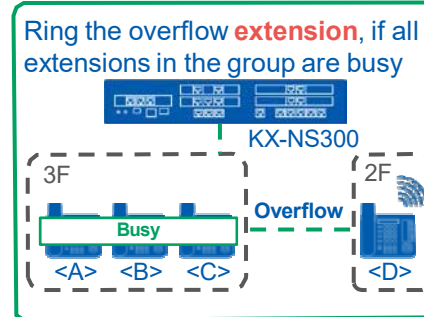 Ring the overflow extension, if all
extensions in the group are busy
KX-NS300
3F
2F
Busy
Overflow
<A> <B> <C>
<D>